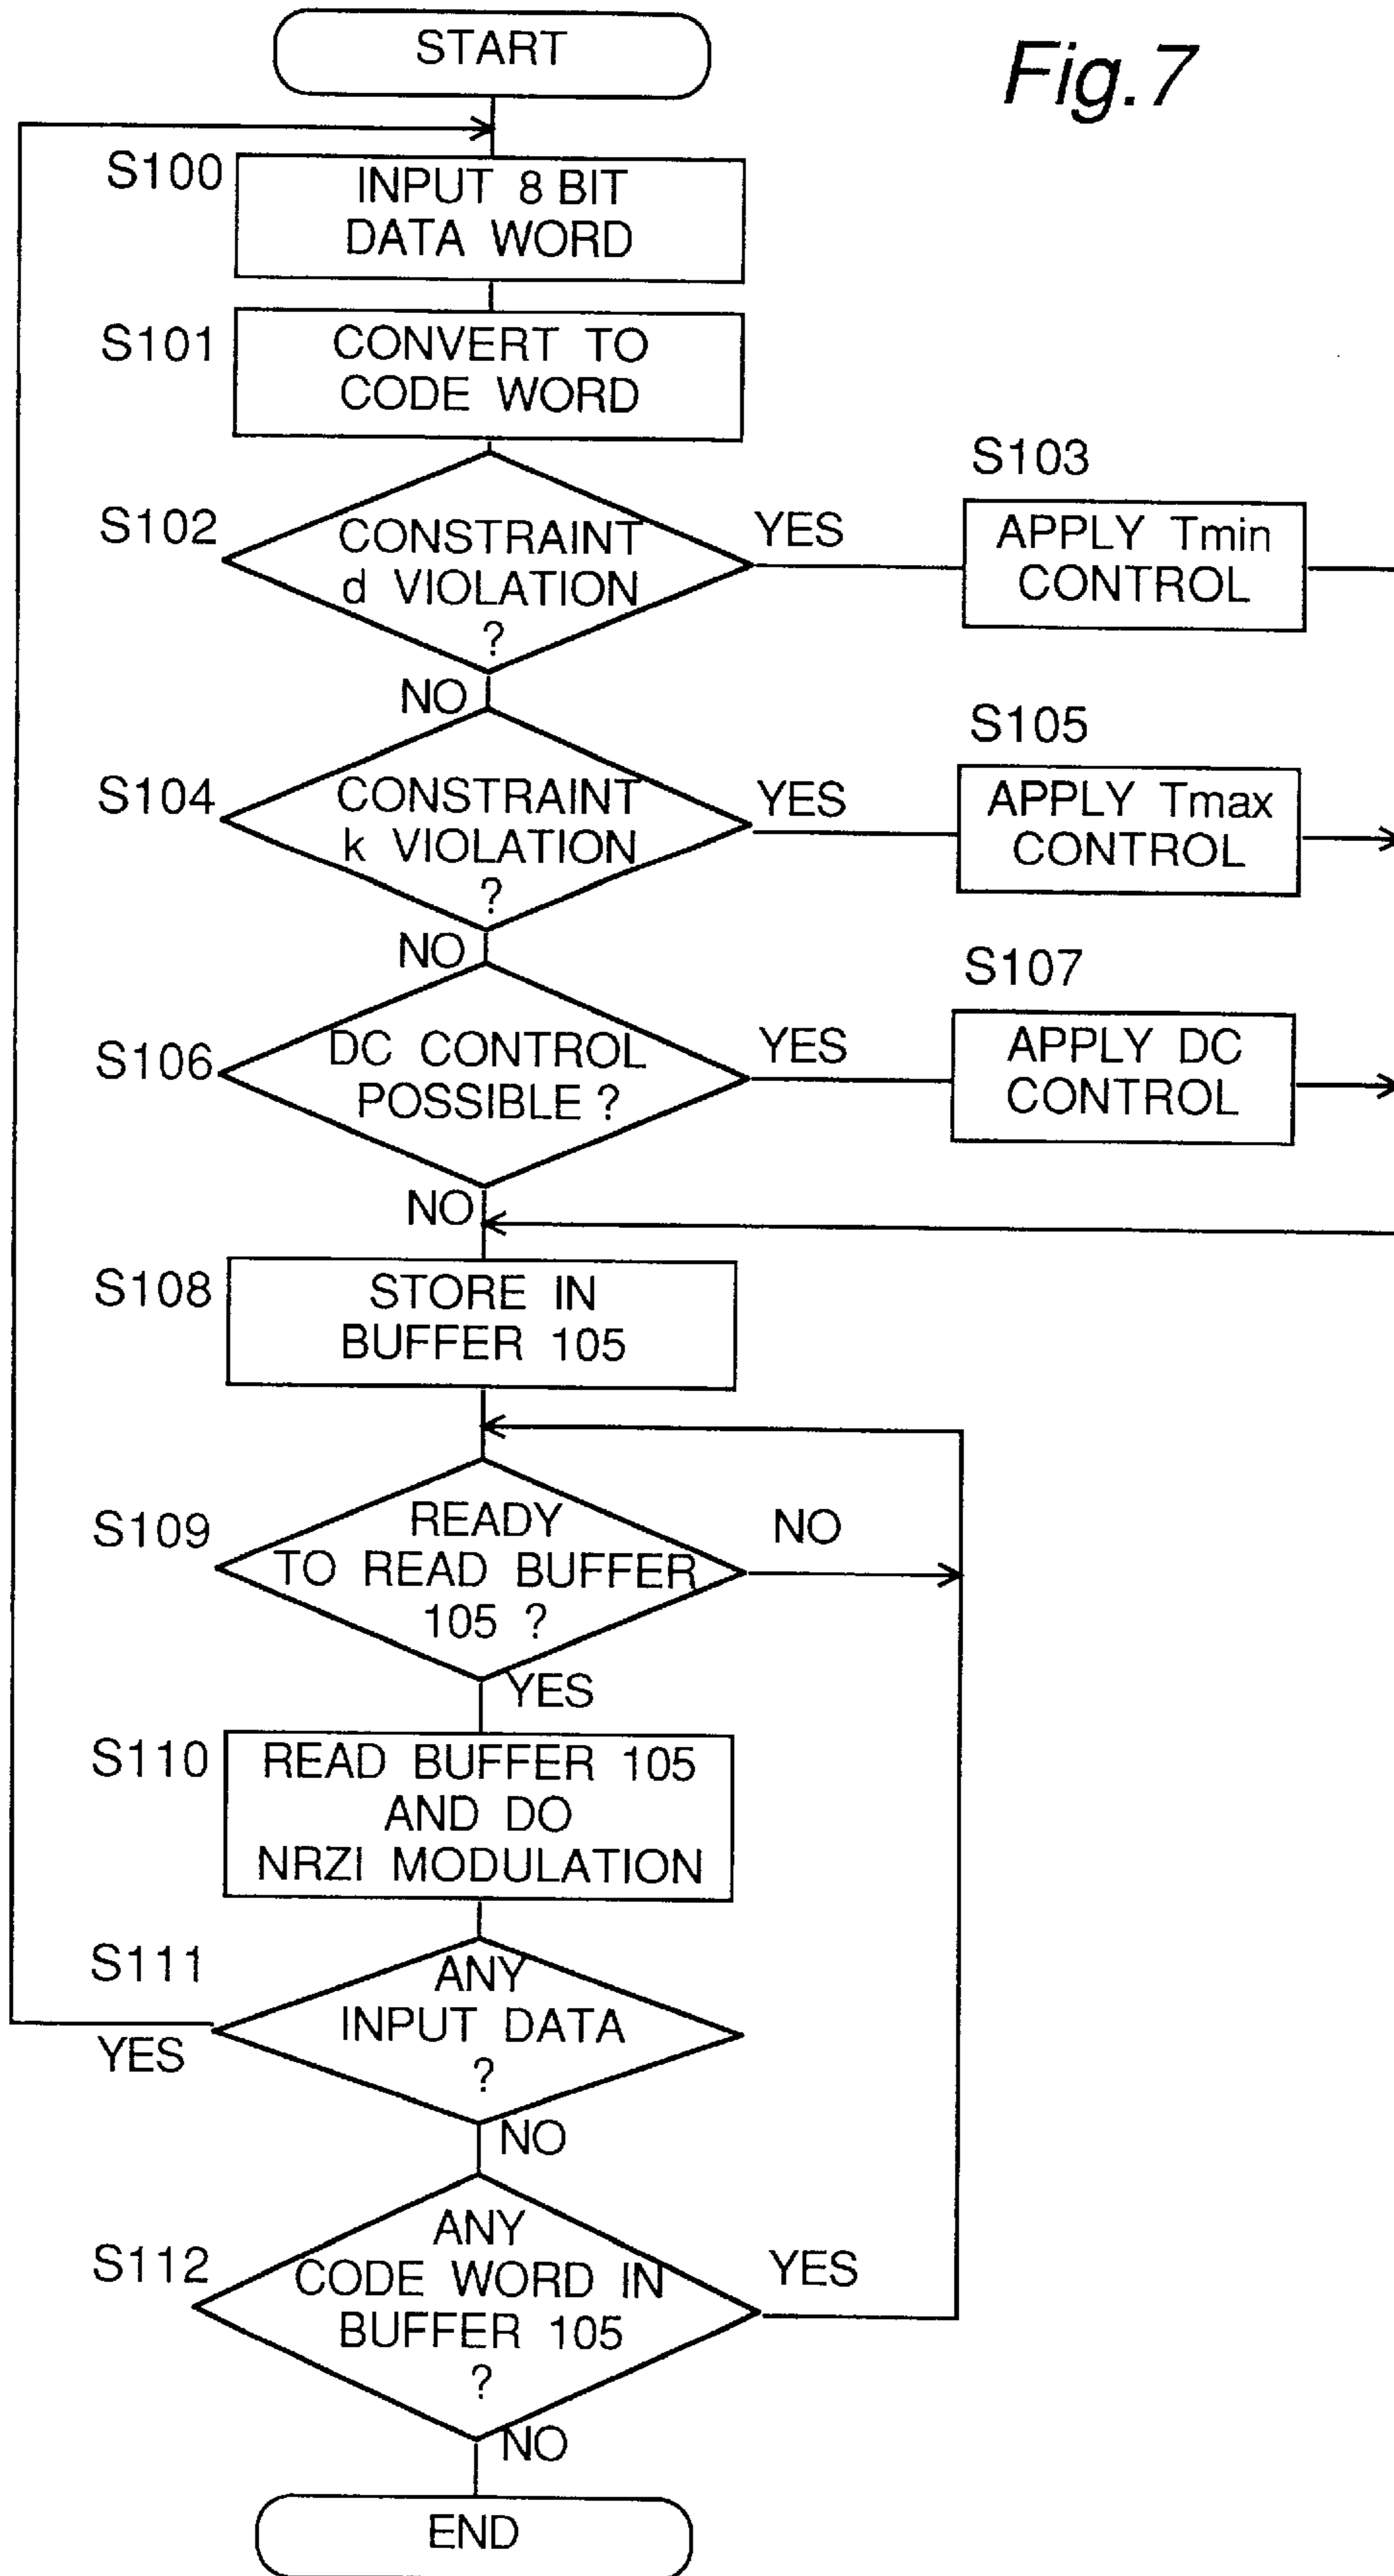 START
Fig.7
S100
INPUT 8 BIT
DATA WORD
S101
CONVERT TO
CODE WORD
S102
CONSTRAINT
d VIOLATION
?
YES
S103
APPLY Tmin
CONTROL
NO
S104
CONSTRAINT
k VIOLATION
?
YES
S105
APPLY Tmax
CONTROL
NO
S106
DC CONTROL
POSSIBLE ?
YES
S107
APPLY DC
CONTROL
NO
S108
STORE IN
BUFFER 105
S109
READY
TO READ BUFFER
105 ?
NO
YES
S110
READ BUFFER 105
AND DO
NRZI MODULATION
S111
ANY
INPUT DATA
?
YES
NO
S112
ANY
CODE WORD IN
BUFFER 105
?
YES
NO
END